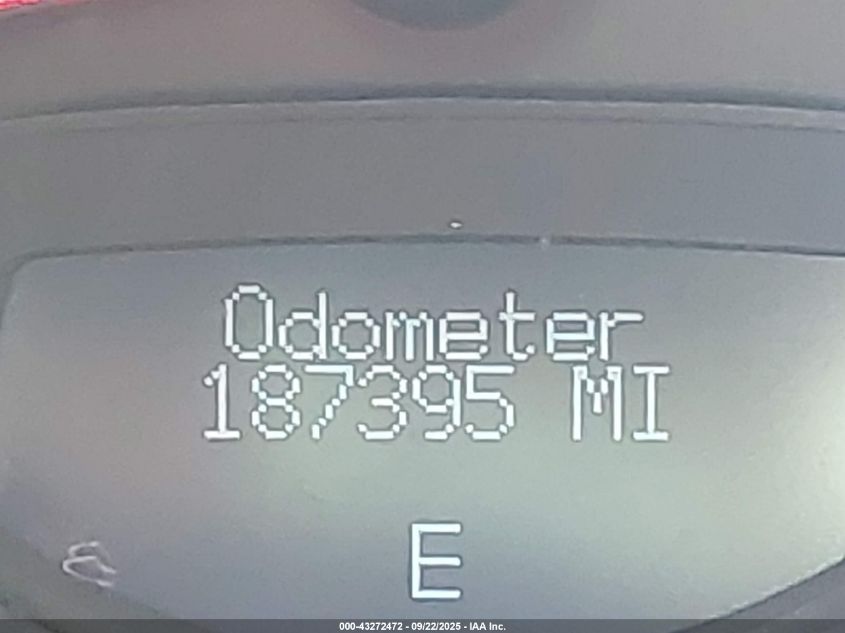 Odometer
187395 MI
E
000-43272472 - 09/22/2025 - IAA Inc.